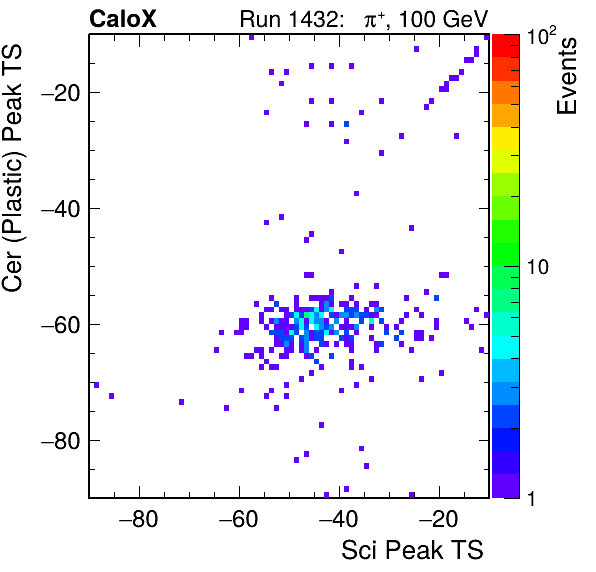 CaloX Run 1432: π⁺, 100 GeV
Cer (Plastic) Peak TS
−20
−40
−60
−80
−80 −60 −40 −20
Sci Peak TS
10²
10
1
Events